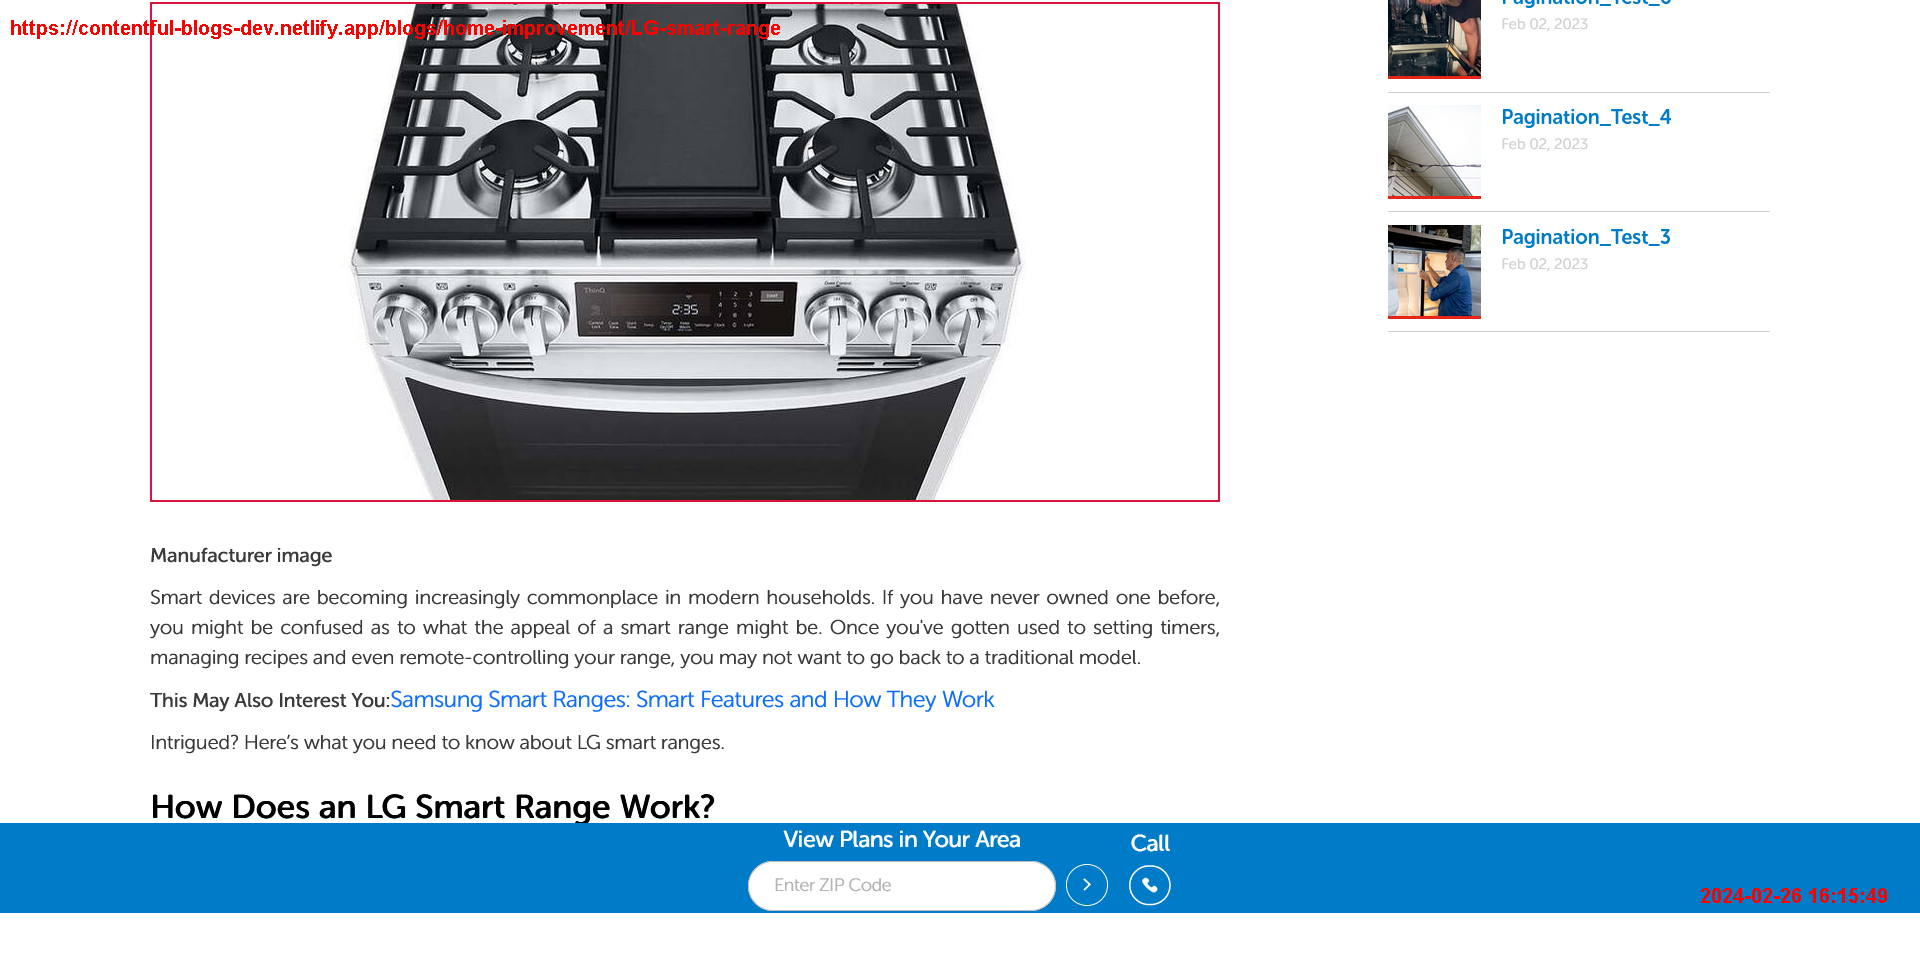 https://contentful-blogs-dev.netlify.app/blogs/home-improvement/LG-smart-range
Feb 02, 2023
Pagination_Test_4
Feb 02, 2023
Pagination_Test_3
Feb 02, 2023
ThinQ
2:35
START
Manufacturer image
Smart devices are becoming increasingly commonplace in modern households. If you have never owned one before,
you might be confused as to what the appeal of a smart range might be. Once you've gotten used to setting timers,
managing recipes and even remote-controlling your range, you may not want to go back to a traditional model.
This May Also Interest You:Samsung Smart Ranges: Smart Features and How They Work
Intrigued? Here’s what you need to know about LG smart ranges.
How Does an LG Smart Range Work?
View Plans in Your Area
Call
Enter ZIP Code
2024-02-26 16:15:49